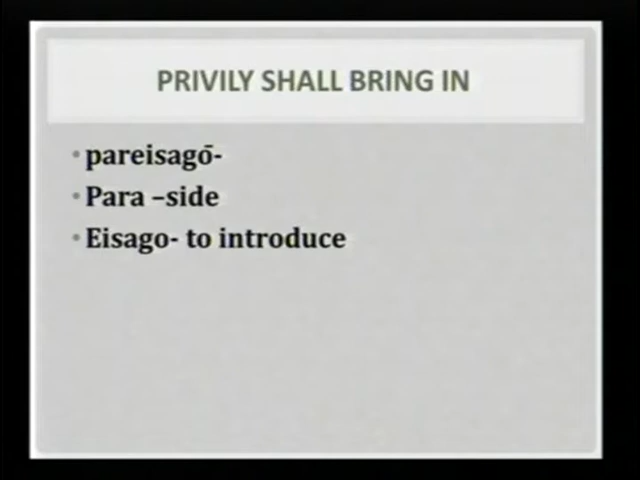 PRIVILY SHALL BRING IN
• pareisagō-
• Para –side
• Eisago- to introduce